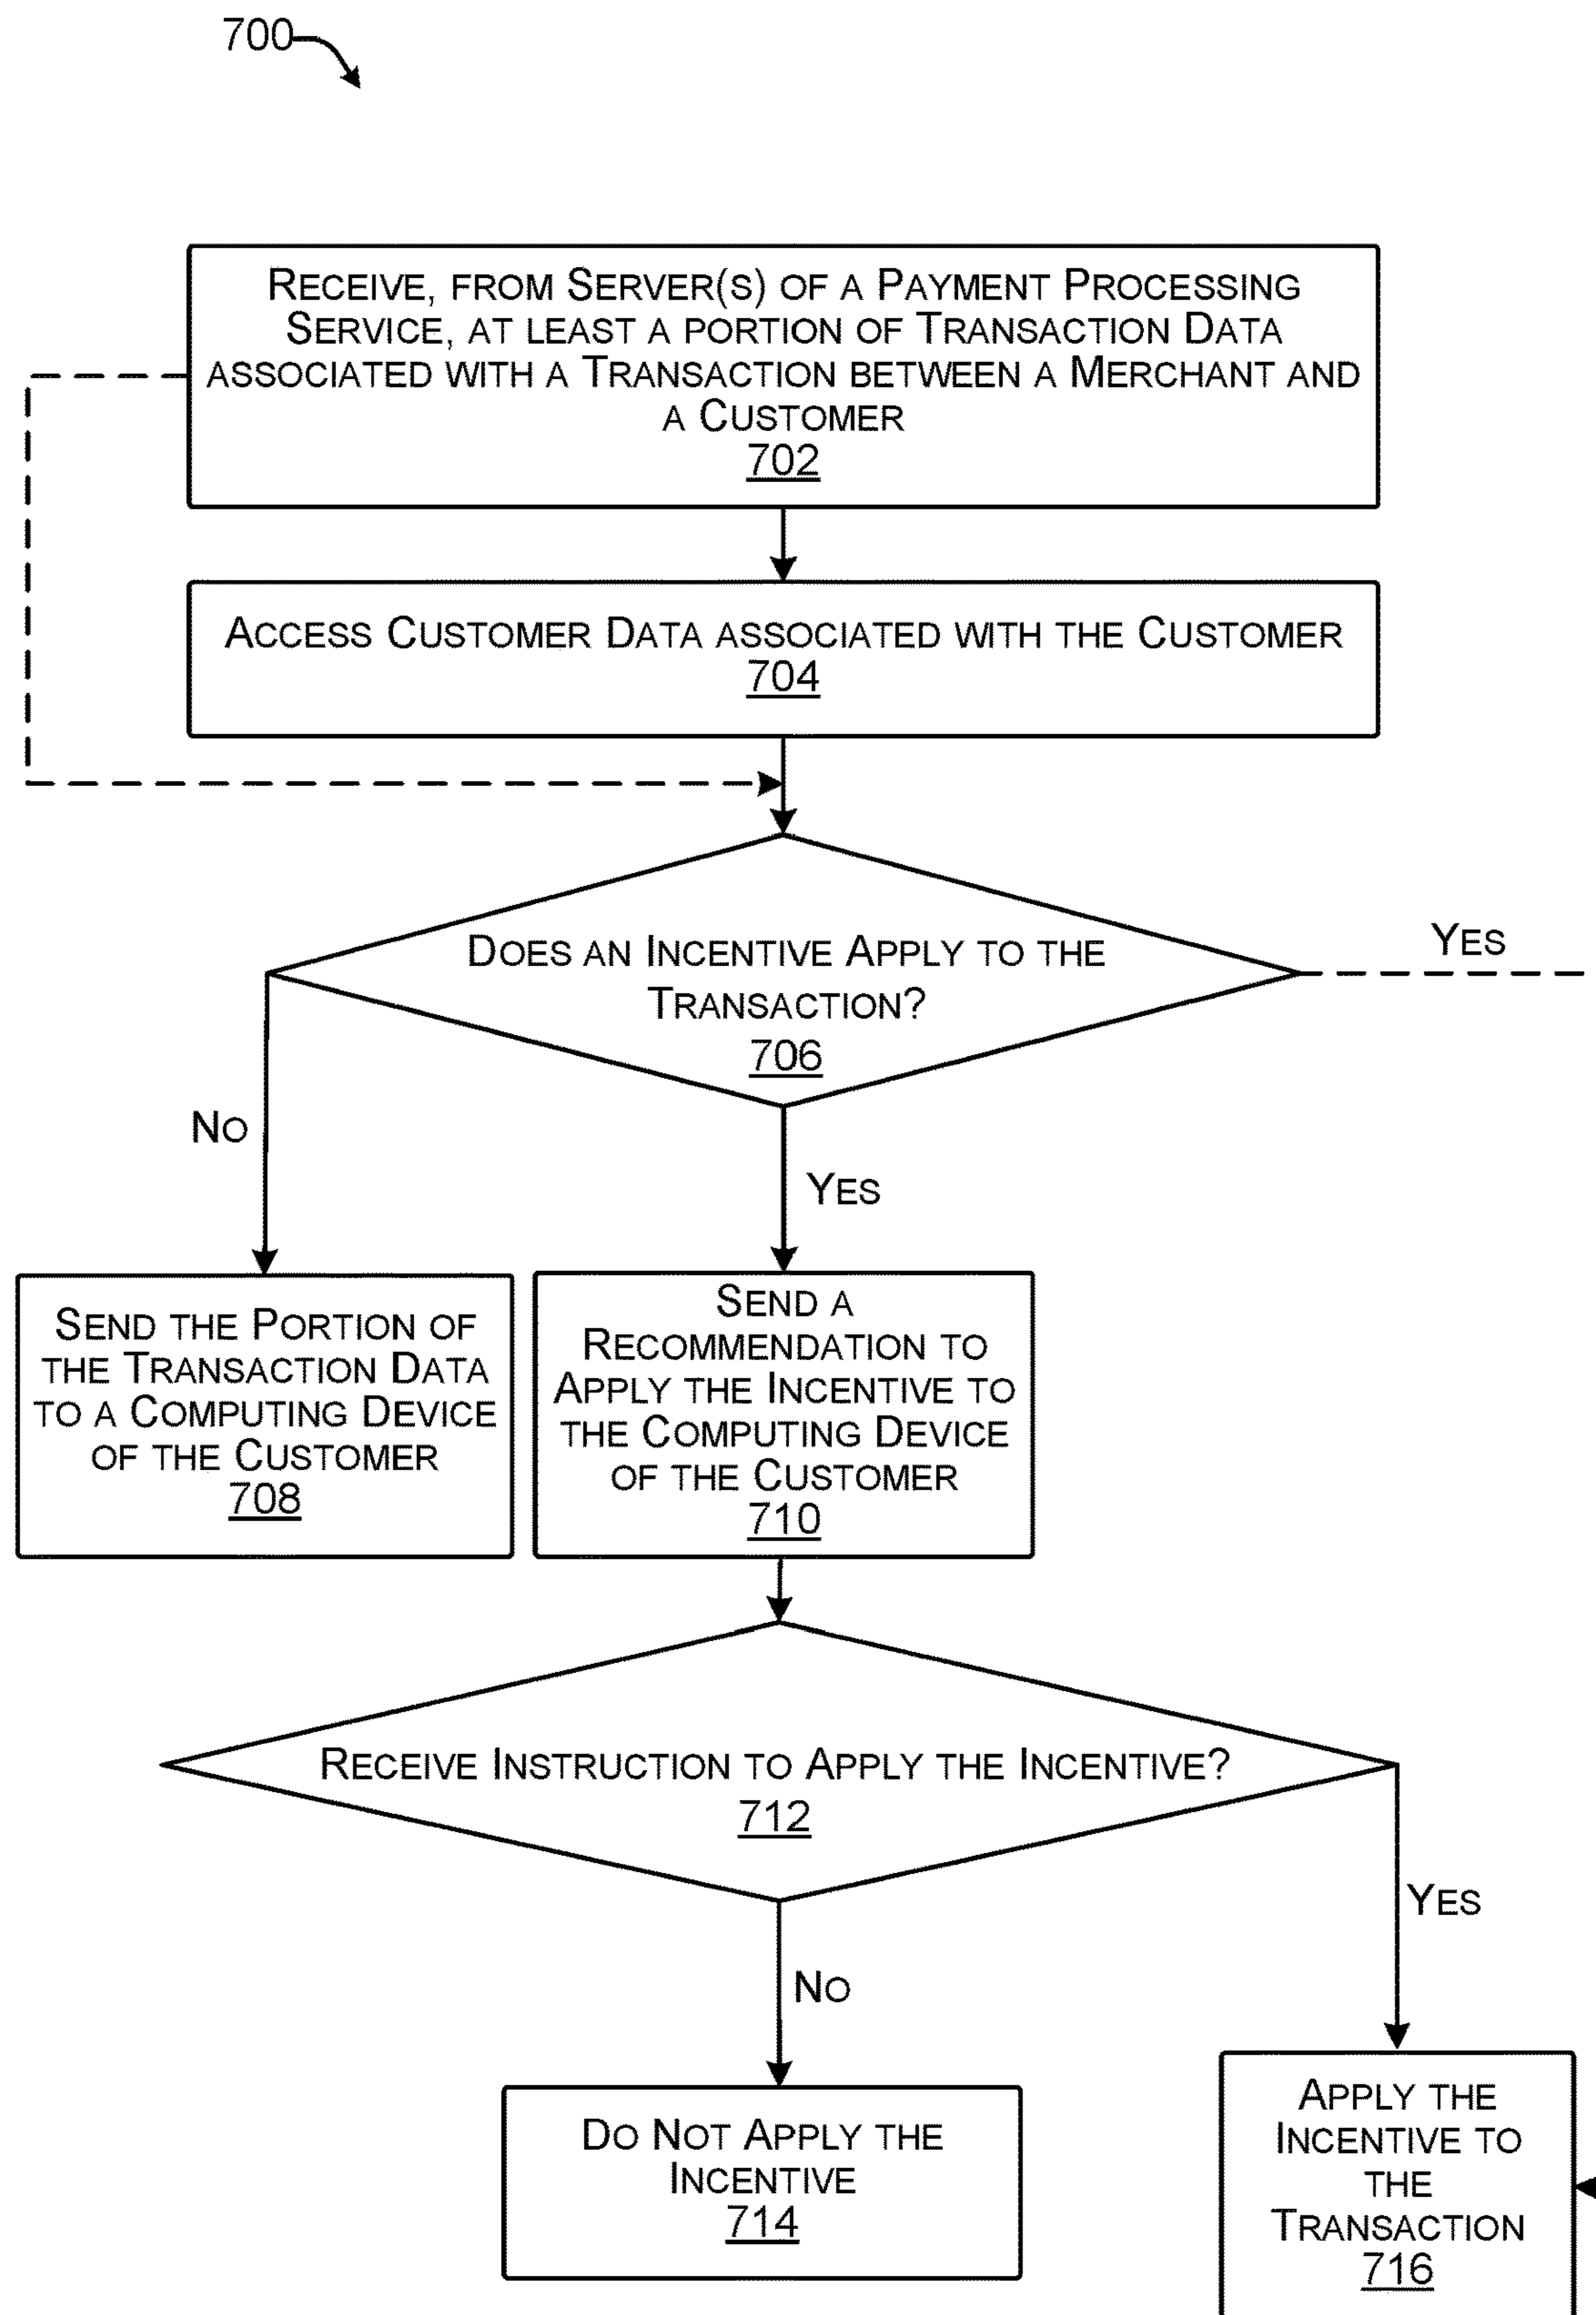 700
RECEIVE, FROM SERVER(S) OF A PAYMENT PROCESSING
SERVICE, AT LEAST A PORTION OF TRANSACTION DATA
ASSOCIATED WITH A TRANSACTION BETWEEN A MERCHANT AND
A CUSTOMER
702
ACCESS CUSTOMER DATA ASSOCIATED WITH THE CUSTOMER
704
DOES AN INCENTIVE APPLY TO THE
TRANSACTION?
706
YES
NO
YES
SEND THE PORTION OF
THE TRANSACTION DATA
TO A COMPUTING DEVICE
OF THE CUSTOMER
708
SEND A
RECOMMENDATION TO
APPLY THE INCENTIVE TO
THE COMPUTING DEVICE
OF THE CUSTOMER
710
RECEIVE INSTRUCTION TO APPLY THE INCENTIVE?
712
YES
NO
DO NOT APPLY THE
INCENTIVE
714
APPLY THE
INCENTIVE TO
THE
TRANSACTION
716